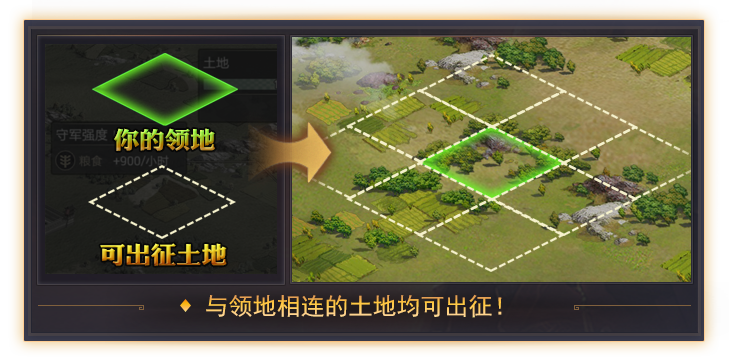 土地
你的领地
守军强度
粮食 +900/小时
可出征土地
与领地相连的土地均可出征！